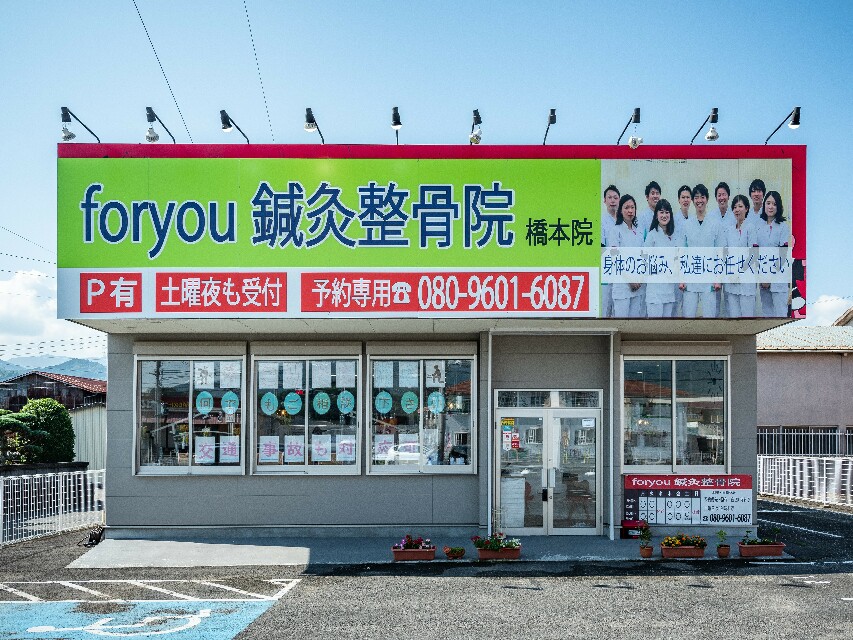 foryou 鍼灸整骨院 橋本院
身体のお悩み、私達にお任せください
P有 土曜夜も受付 予約専用☎080-9601-6087
交通事故も対応
foryou 鍼灸整骨院
☎080-9601-6087